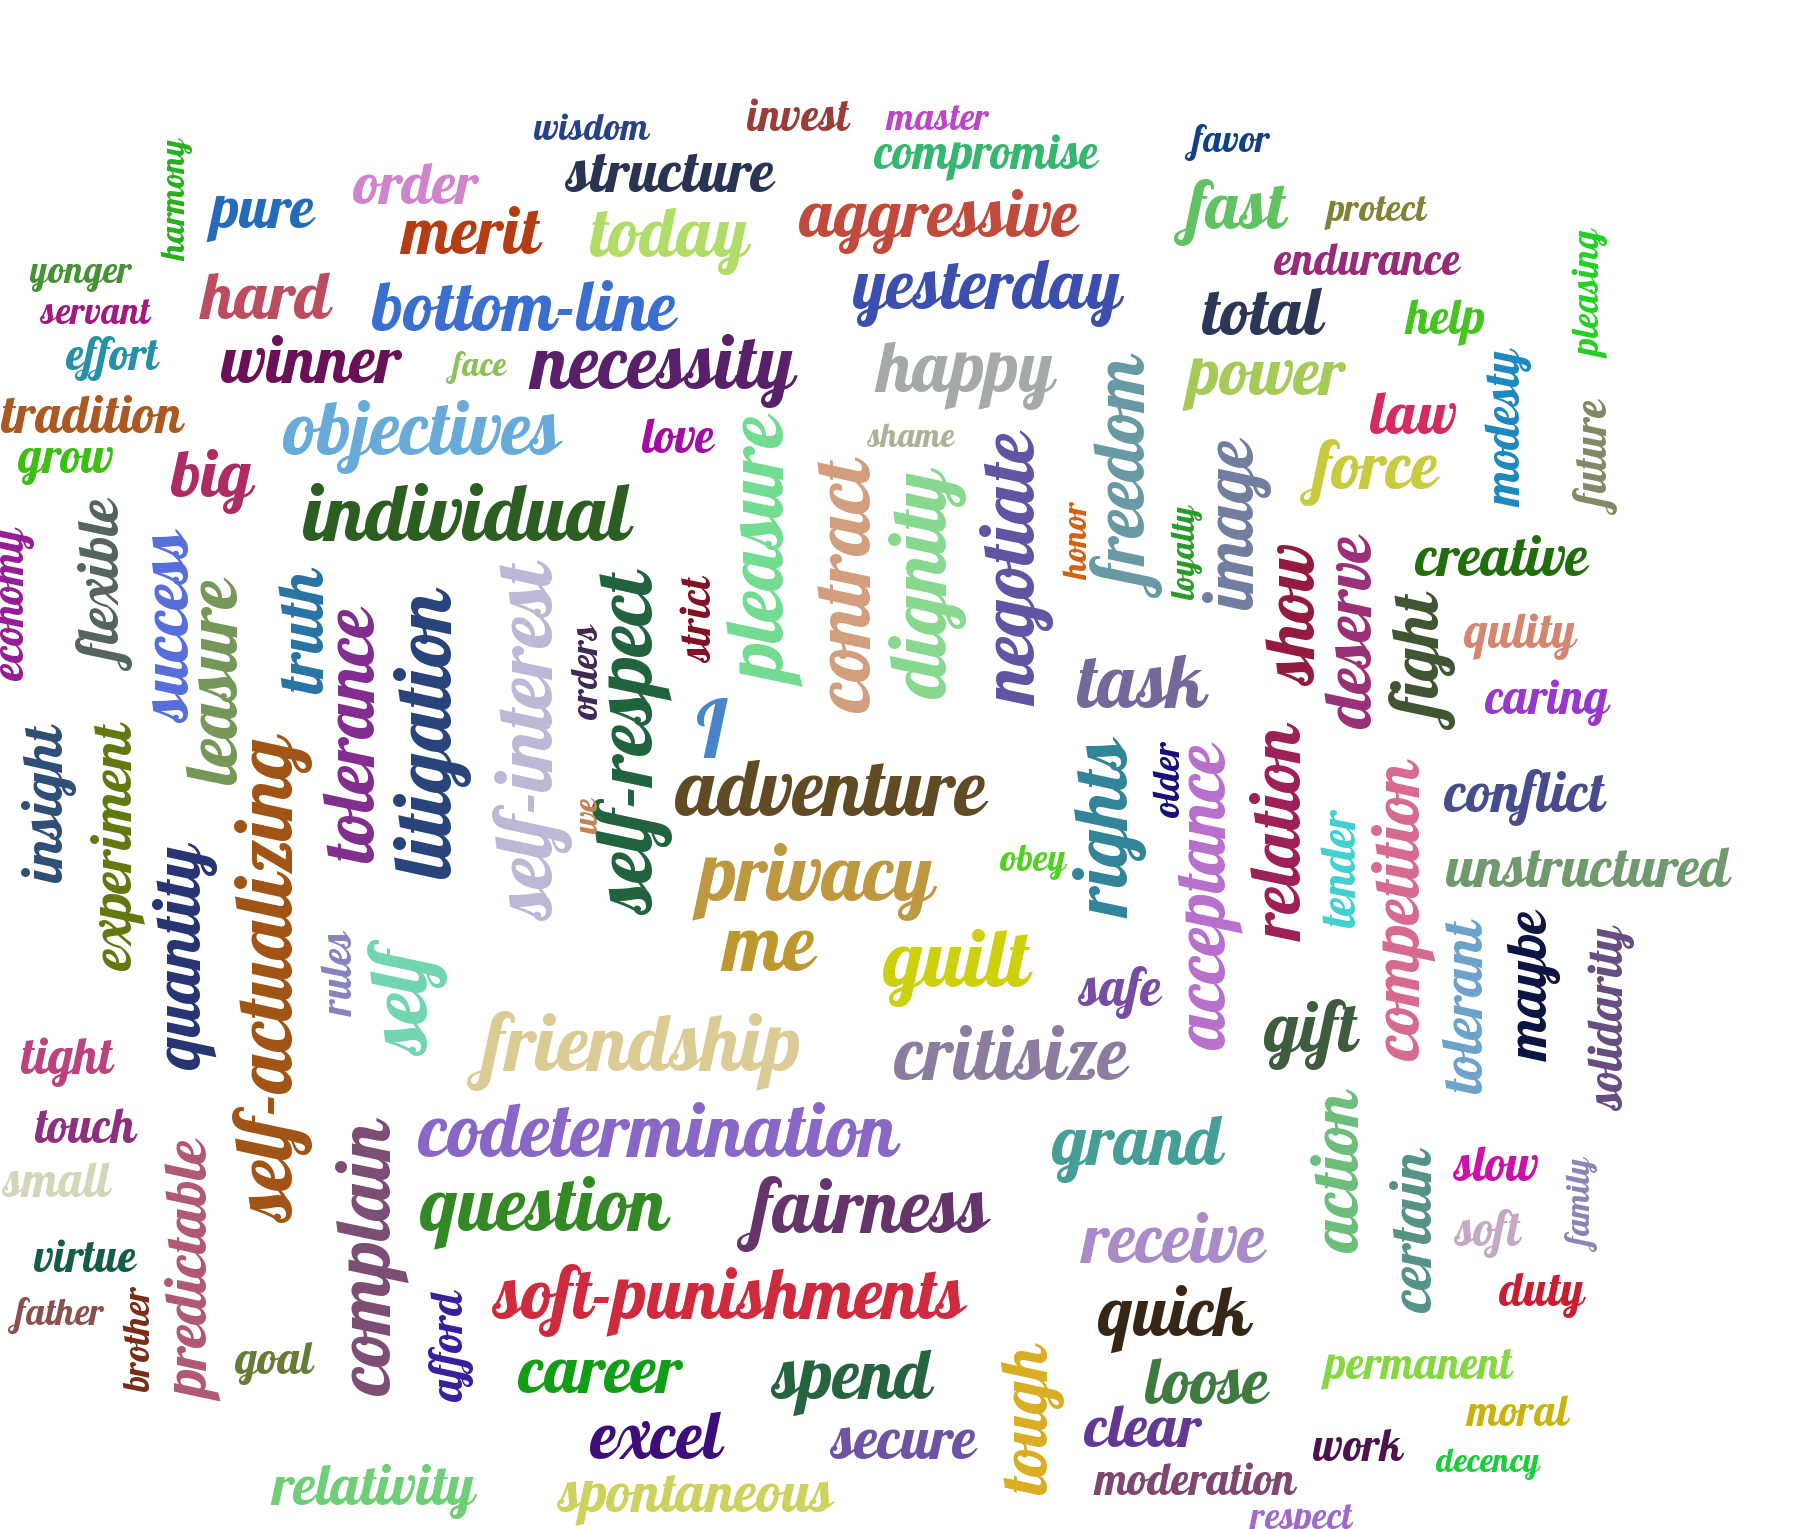 wisdom
invest
master
favor
harmony
structure
compromise
order
pure
merit
today
aggressive
fast
protect
yonger
servant
hard
bottom-line
yesterday
endurance
total
help
pleasing
effort
winner
face
necessity
happy
freedom
power
law
modesty
future
tradition
grow
big
objectives
love
pleasure
shame
contract
dignity
negotiate
image
force
individual
economy
flexible
success
leasure
truth
tolerance
litigation
self-interest
orders
self-respect
strict
honor
loyalty
show
deserve
fight
creative
qulity
caring
task
I
adventure
insight
experiment
quantity
self-actualizing
we
privacy
obey
rights
older
acceptance
relation
tender
competition
conflict
unstructured
rules
self
me
guilt
safe
gift
tolerant
maybe
solidarity
tight
friendship
critisize
touch
small
predictable
complain
codetermination
grand
action
certain
slow
soft
family
question
fairness
receive
virtue
father
brother
goal
afford
soft-punishments
quick
duty
career
spend
tough
loose
permanent
excel
secure
clear
work
moral
decency
relativity
spontaneous
moderation
respect